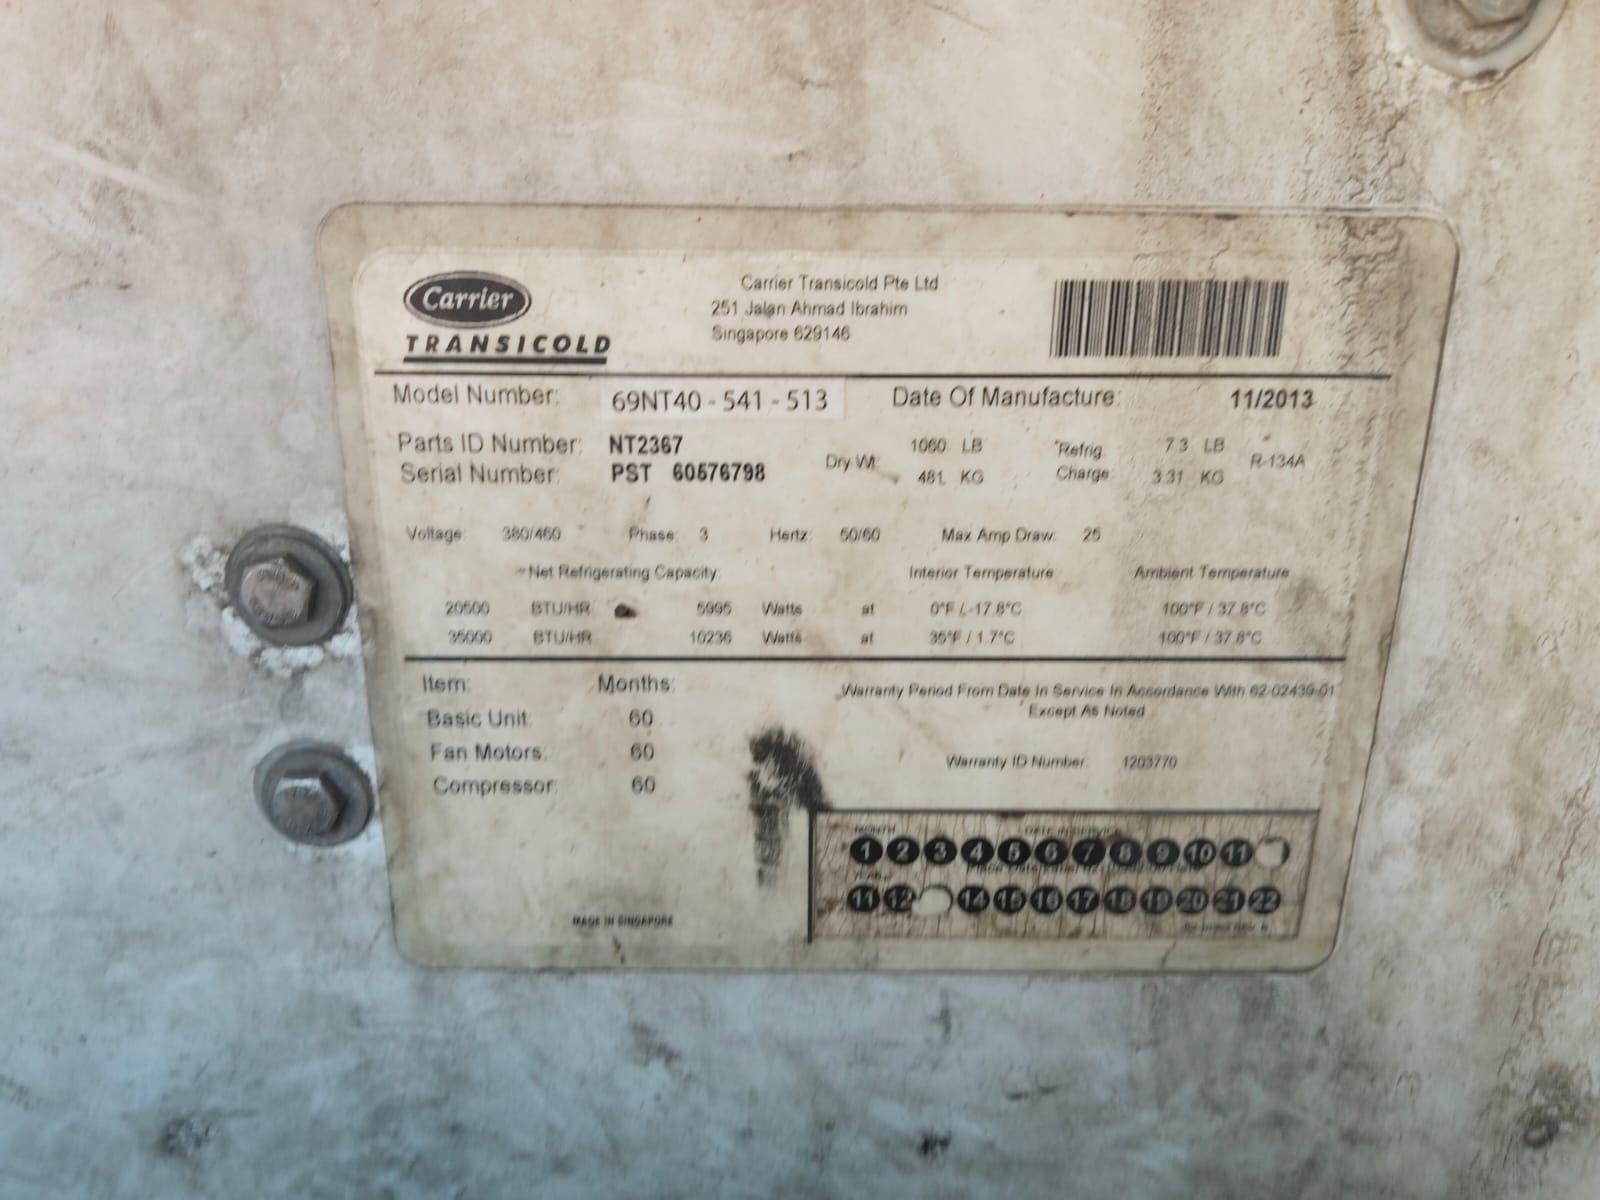 Carrier
TRANSICOLD
Carrier Transicold Pte Ltd
251 Jalan Ahmad Ibrahim
Singapore 629146
Model Number: 69NT40-541-513 Date Of Manufacture: 11/2013
Parts ID Number: NT2367
Serial Number: PST 60576798
Dry Wt: 1060 LB 481 KG
Refrig. Charge 7.3 LB 3.31 KG R-134A
Voltage: 380/460 Phase: 3 Hertz: 50/60 Max Amp Draw: 25
Net Refrigerating Capacity: Interior Temperature Ambient Temperature
20500 BTU/HR 5995 Watts at 0°F / -17.8°C 100°F / 37.8°C
35000 BTU/HR 10236 Watts at 35°F / 1.7°C 100°F / 37.8°C
Item: Months:
Basic Unit: 60
Fan Motors: 60
Compressor: 60
Warranty Period From Date In Service In Accordance With 62-02439-01
Except As Noted
Warranty ID Number: 1203770
MONTH DATE IN SERVICE
1 2 3 4 5 6 7 8 9 10 11
YEAR
11 12 14 15 16 17 18 19 20 21 22
MADE IN SINGAPORE